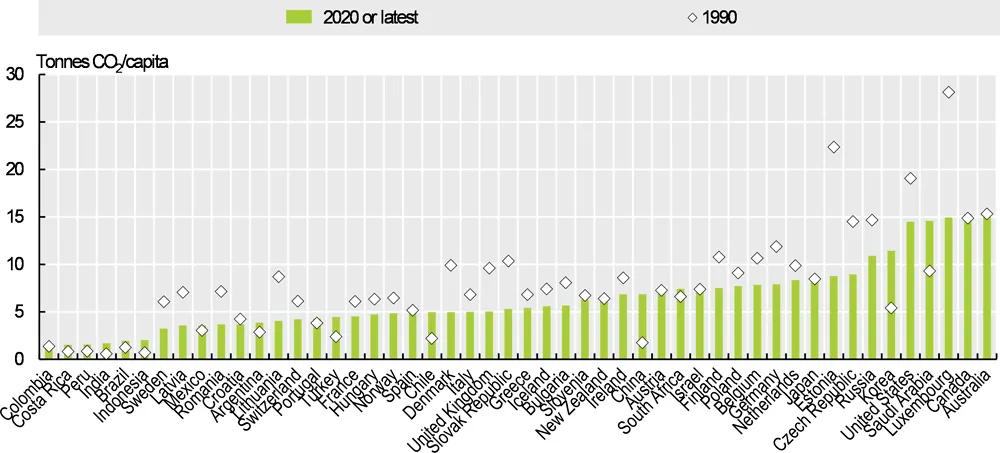 2020 or latest
1990
Tonnes CO2/capita
30
25
20
15
10
5
0
Colombia
Costa Rica
Peru
India
Brazil
Indonesia
Sweden
Latvia
Mexico
Romania
Croatia
Argentina
Lithuania
Switzerland
Portugal
Turkey
France
Hungary
Norway
Spain
Chile
Denmark
Italy
United Kingdom
Slovak Republic
Greece
Iceland
Bulgaria
Slovenia
New Zealand
Ireland
China
Austria
South Africa
Israel
Finland
Poland
Belgium
Germany
Netherlands
Japan
Estonia
Czech Republic
Russia
Korea
United States
Saudi Arabia
Luxembourg
Canada
Australia